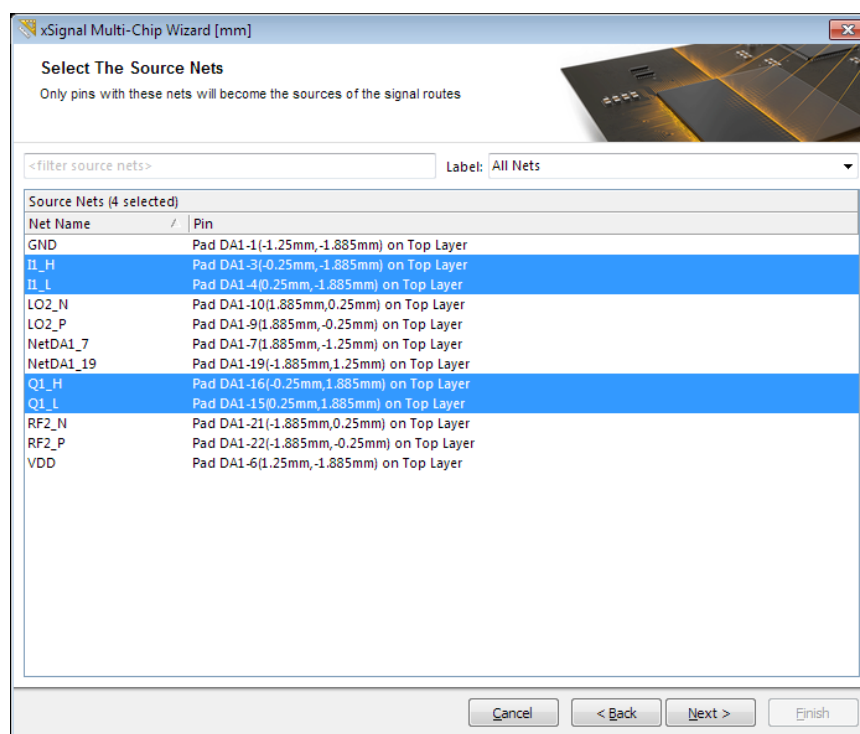 xSignal Multi-Chip Wizard [mm]
Select The Source Nets
Only pins with these nets will become the sources of the signal routes
<filter source nets> Label: All Nets
Source Nets (4 selected)
Net Name Pin
GND Pad DA1-1(-1.25mm,-1.885mm) on Top Layer
I1_H Pad DA1-3(-0.25mm,-1.885mm) on Top Layer
I1_L Pad DA1-4(0.25mm,-1.885mm) on Top Layer
LO2_N Pad DA1-10(1.885mm,0.25mm) on Top Layer
LO2_P Pad DA1-9(1.885mm,-0.25mm) on Top Layer
NetDA1_7 Pad DA1-7(1.885mm,-1.25mm) on Top Layer
NetDA1_19 Pad DA1-19(-1.885mm,1.25mm) on Top Layer
Q1_H Pad DA1-16(-0.25mm,1.885mm) on Top Layer
Q1_L Pad DA1-15(0.25mm,1.885mm) on Top Layer
RF2_N Pad DA1-21(-1.885mm,0.25mm) on Top Layer
RF2_P Pad DA1-22(-1.885mm,-0.25mm) on Top Layer
VDD Pad DA1-6(1.25mm,-1.885mm) on Top Layer
Cancel < Back Next > Finish